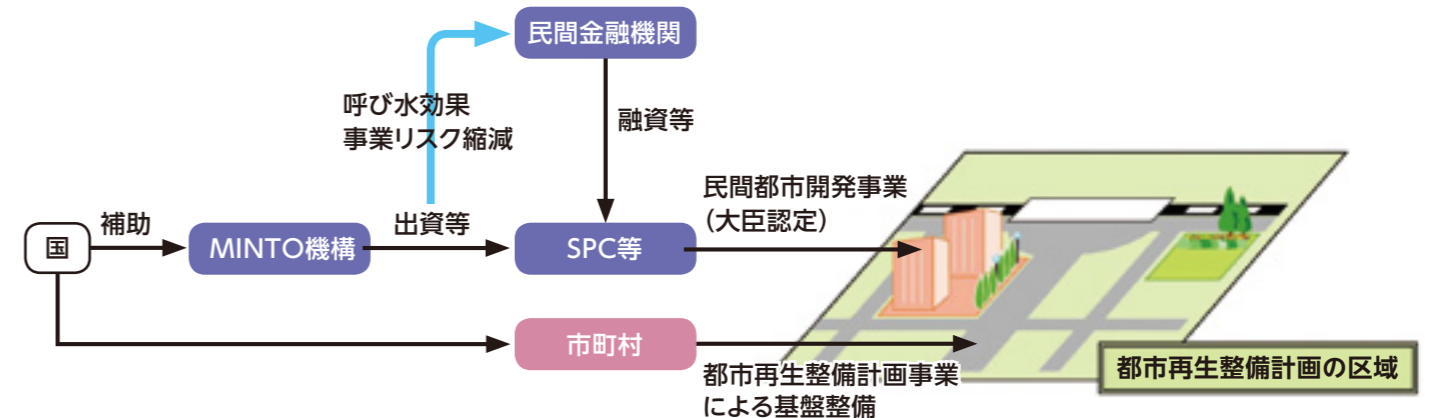 民間金融機関
呼び水効果
事業リスク縮減
融資等
民間都市開発事業
(大臣認定)
補助
出資等
国
MINTO機構
SPC等
市町村
都市再生整備計画の区域
都市再生整備計画事業
による基盤整備